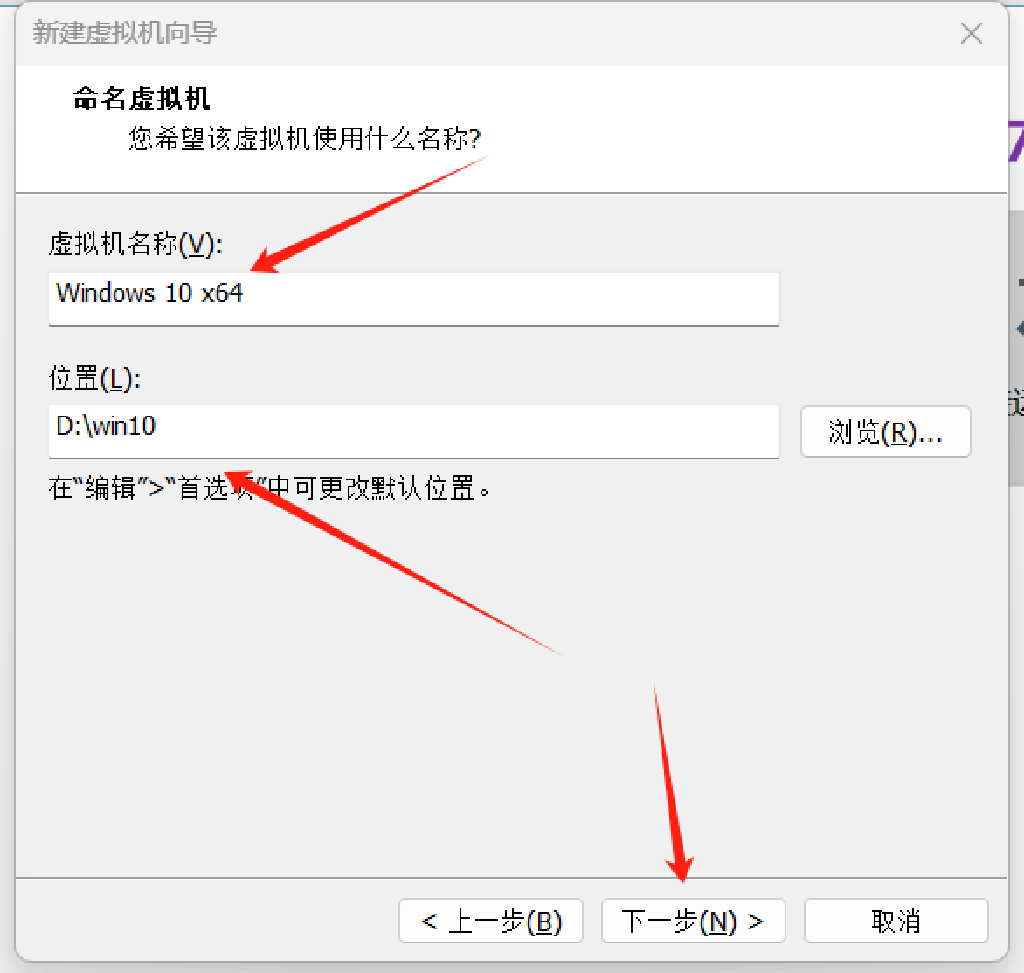 新建虚拟机向导
命名虚拟机
您希望该虚拟机使用什么名称?
虚拟机名称(V):
Windows 10 x64
位置(L):
D:\win10
浏览(R)...
在“编辑”>“首选项”中可更改默认位置。
< 上一步(B)
下一步(N) >
取消